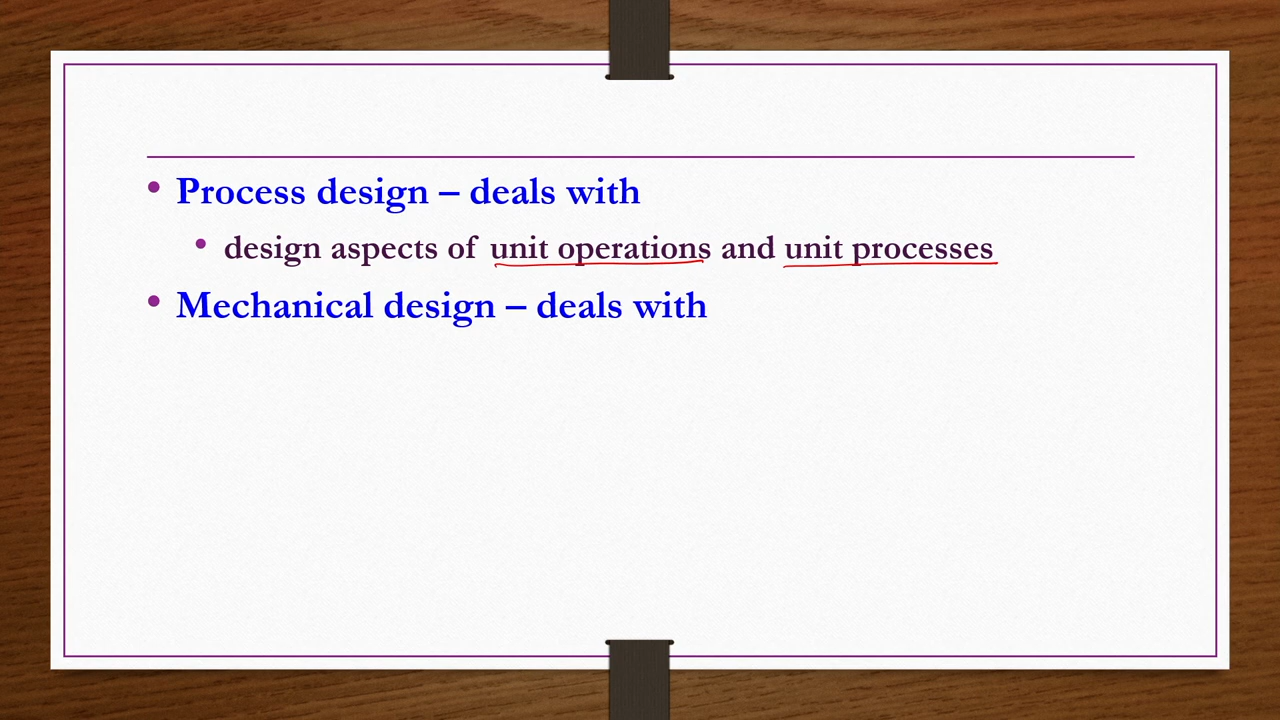 • Process design – deals with
• design aspects of unit operations and unit processes
• Mechanical design – deals with